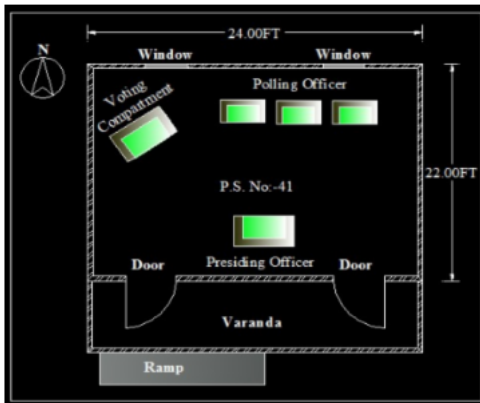 24.00FT
N
Window
Window
Voting
Compartment
Polling Officer
22.00FT
P.S. No:-41
Door
Presiding Officer
Door
Varanda
Ramp